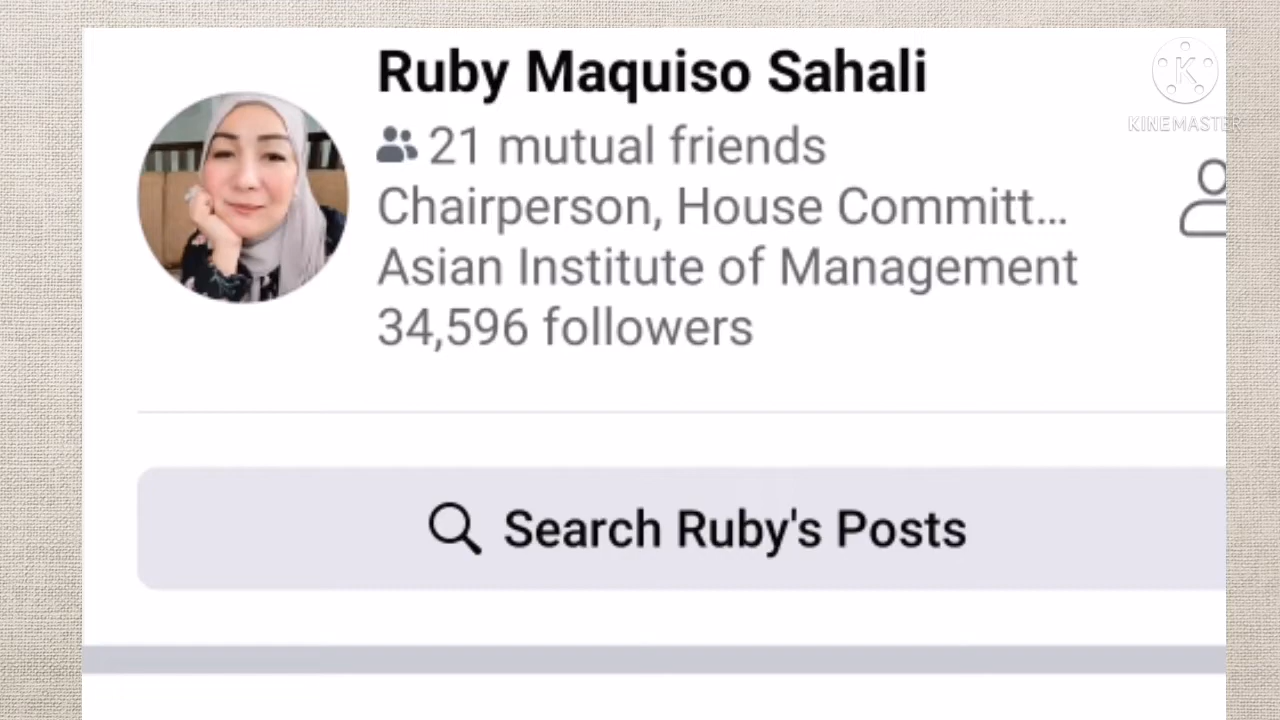 Ruby Maquiso Sahali
21 mutual friends
Chairperson, House Committ...
Asian Institute of Management
34,596 followers
Search Ruby's Posts
KINEMASTER